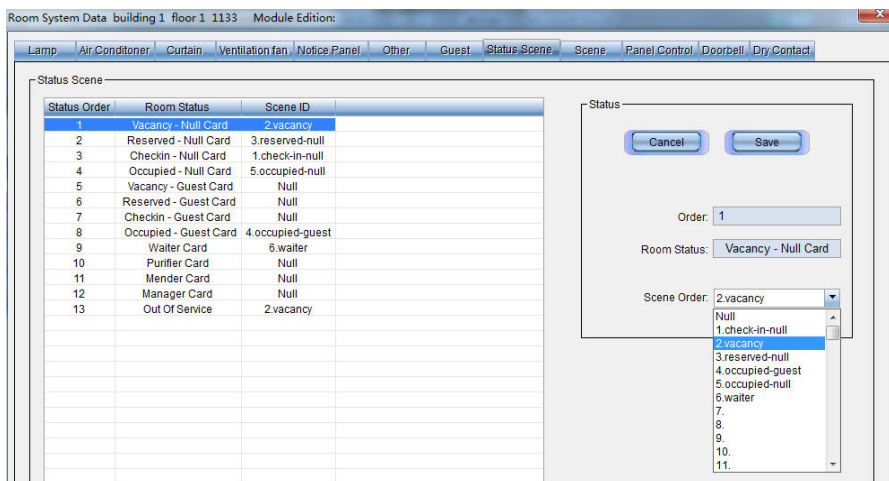 Room System Data building 1 floor 1 1133 Module Edition:
Lamp Air Conditoner Curtain Ventilation fan Notice Panel Other Guest Status Scene Scene Panel Control Doorbell Dry Contact
Status Scene
Status Order Room Status Scene ID
1 Vacancy - Null Card 2.vacancy
2 Reserved - Null Card 3.reserved-null
3 Checkin - Null Card 1.check-in-null
4 Occupied - Null Card 5.occupied-null
5 Vacancy - Guest Card Null
6 Reserved - Guest Card Null
7 Checkin - Guest Card Null
8 Occupied - Guest Card 4.occupied-guest
9 Waiter Card 6.waiter
10 Purifier Card Null
11 Mender Card Null
12 Manager Card Null
13 Out Of Service 2.vacancy
Status
Cancel Save
Order: 1
Room Status: Vacancy - Null Card
Scene Order: 2.vacancy
Null
1.check-in-null
2.vacancy
3.reserved-null
4.occupied-guest
5.occupied-null
6.waiter
7.
8.
9.
10.
11.